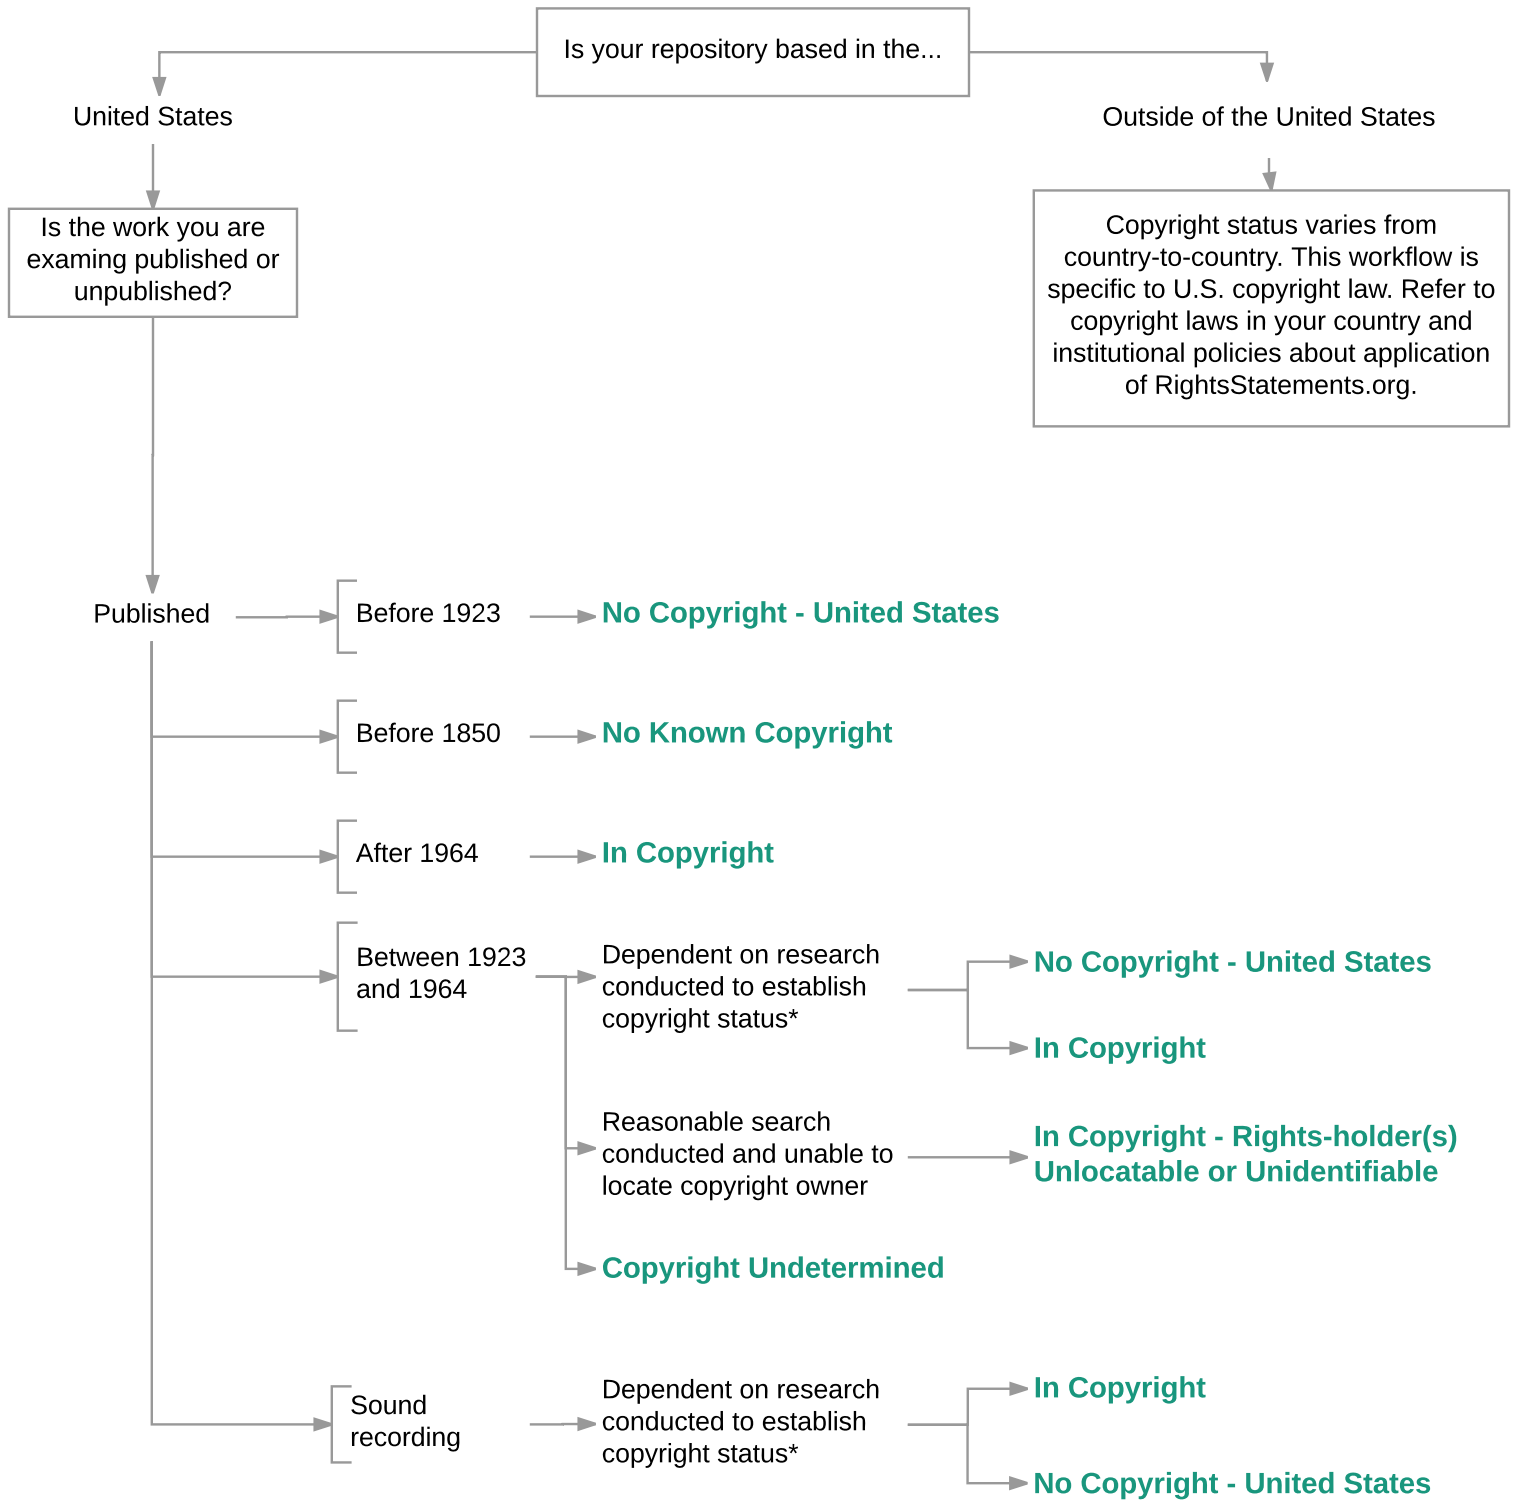 Is your repository based in the...
United States
Outside of the United States
Is the work you are
examing published or
unpublished?
Copyright status varies from
country-to-country. This workflow is
specific to U.S. copyright law. Refer to
copyright laws in your country and
institutional policies about application
of RightsStatements.org.
Published
Before 1923
No Copyright - United States
Before 1850
No Known Copyright
After 1964
In Copyright
Between 1923
and 1964
Dependent on research
conducted to establish
copyright status*
No Copyright - United States
In Copyright
Reasonable search
conducted and unable to
locate copyright owner
In Copyright - Rights-holder(s)
Unlocatable or Unidentifiable
Copyright Undetermined
Sound
recording
Dependent on research
conducted to establish
copyright status*
In Copyright
No Copyright - United States